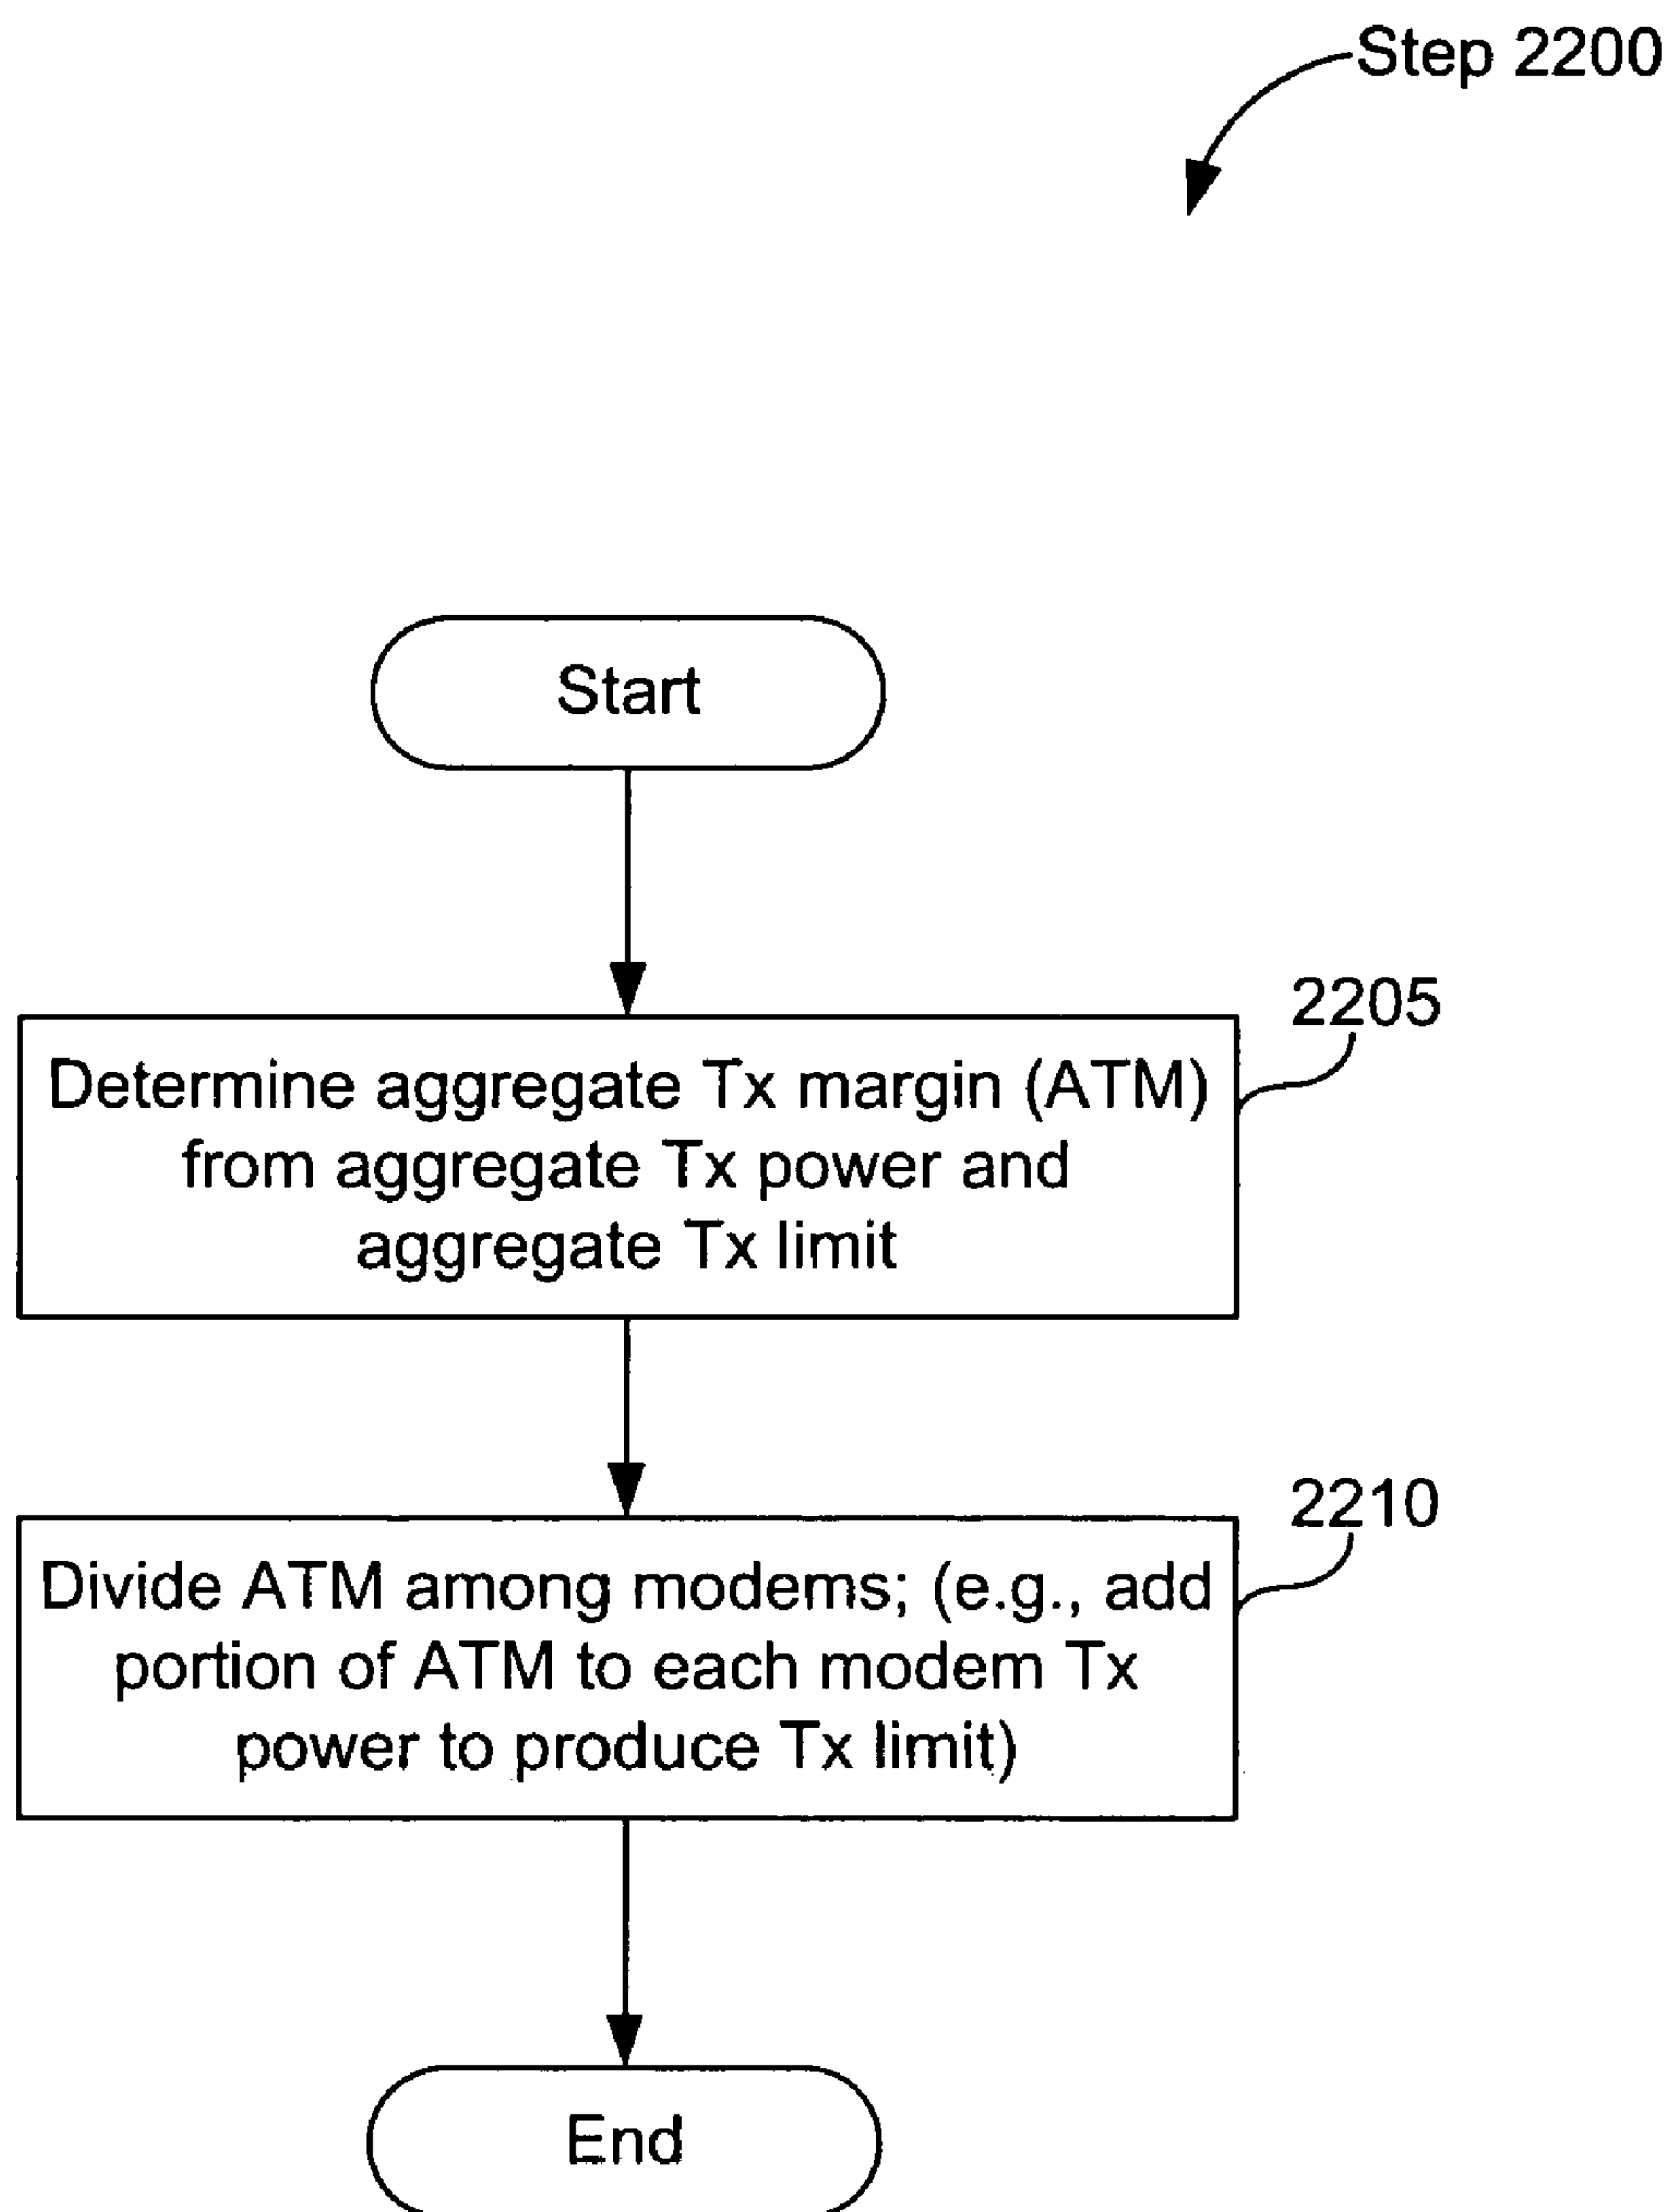 Step 2200
Start
2205
Determine aggregate Tx margin (ATM)
from aggregate Tx power and
aggregate Tx limit
2210
Divide ATM among modems; (e.g., add
portion of ATM to each modem Tx
power to produce Tx limit)
End